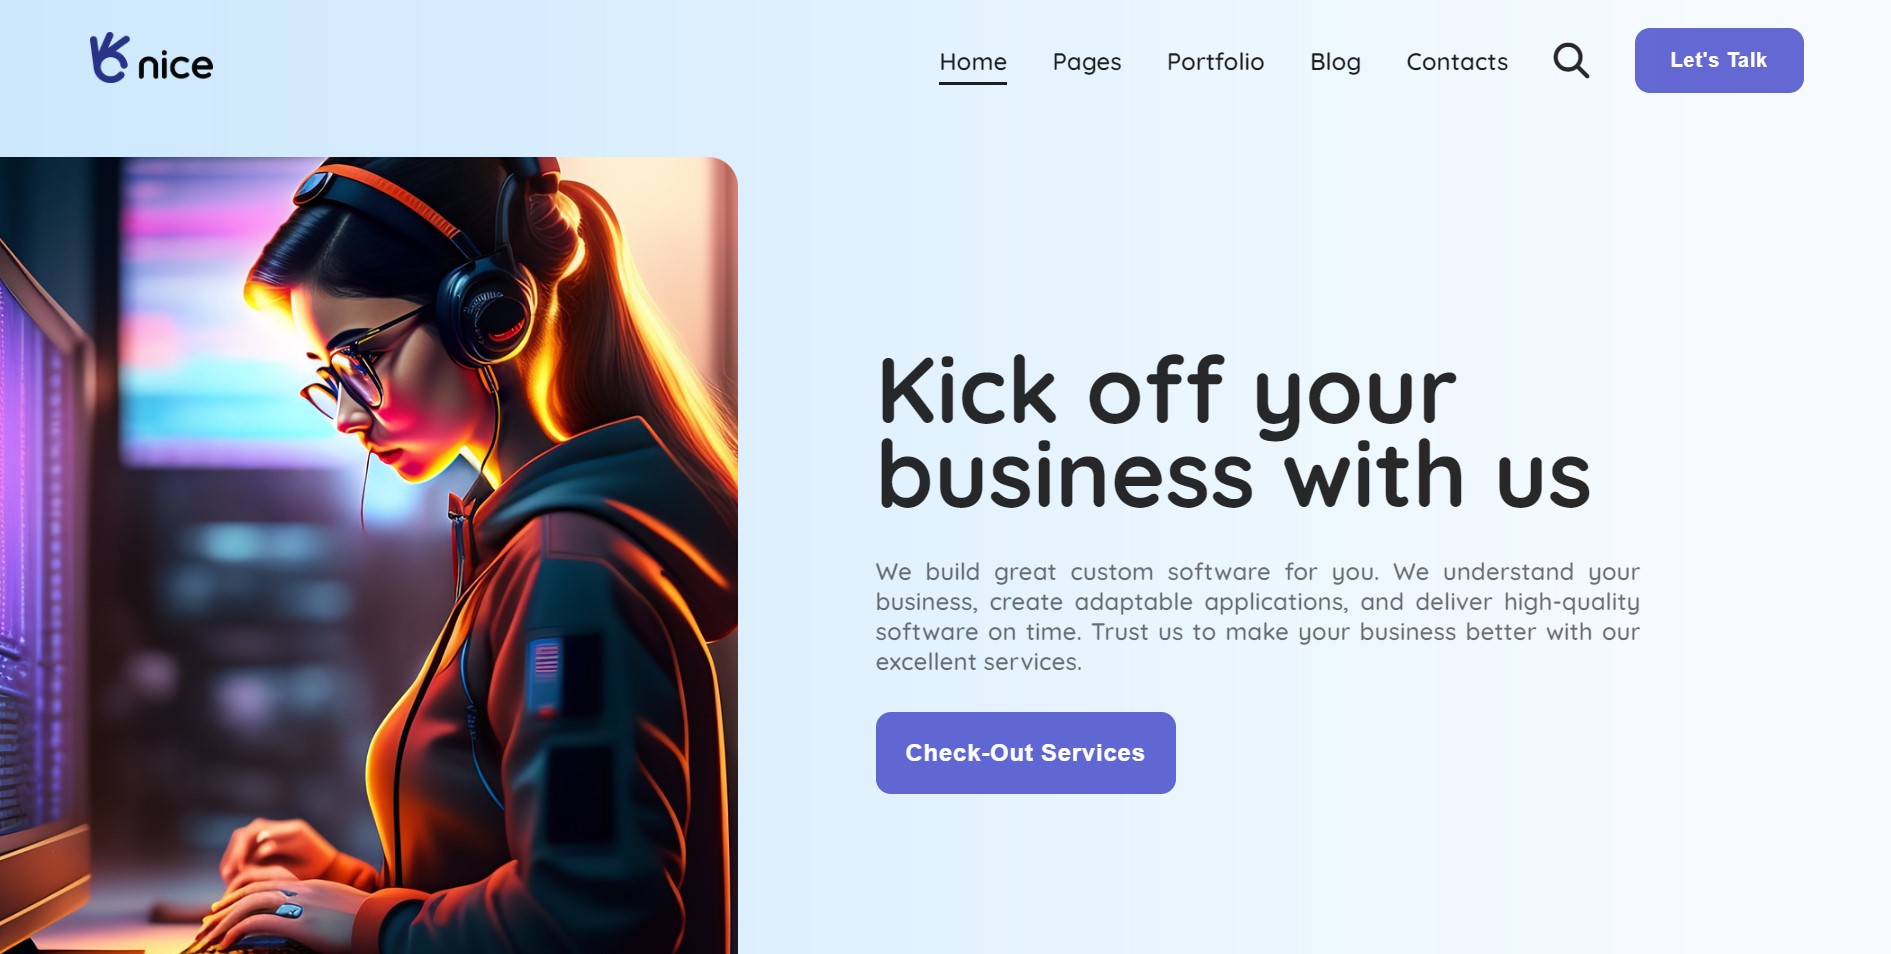 nice
Home Pages Portfolio Blog Contacts Let's Talk
Kick off your
business with us
We build great custom software for you. We understand your
business, create adaptable applications, and deliver high-quality
software on time. Trust us to make your business better with our
excellent services.
Check-Out Services